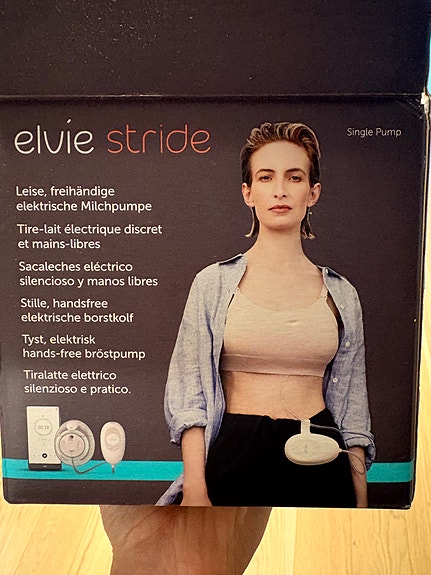 elvie stride
Single Pump
Leise, freihändige
elektrische Milchpumpe
Tire-lait électrique discret
et mains-libres
Sacaleches eléctrico
silencioso y manos libres
Stille, handsfree
elektrische borstkolf
Tyst, elektrisk
hands-free bröstpump
Tiralatte elettrico
silenzioso e pratico.